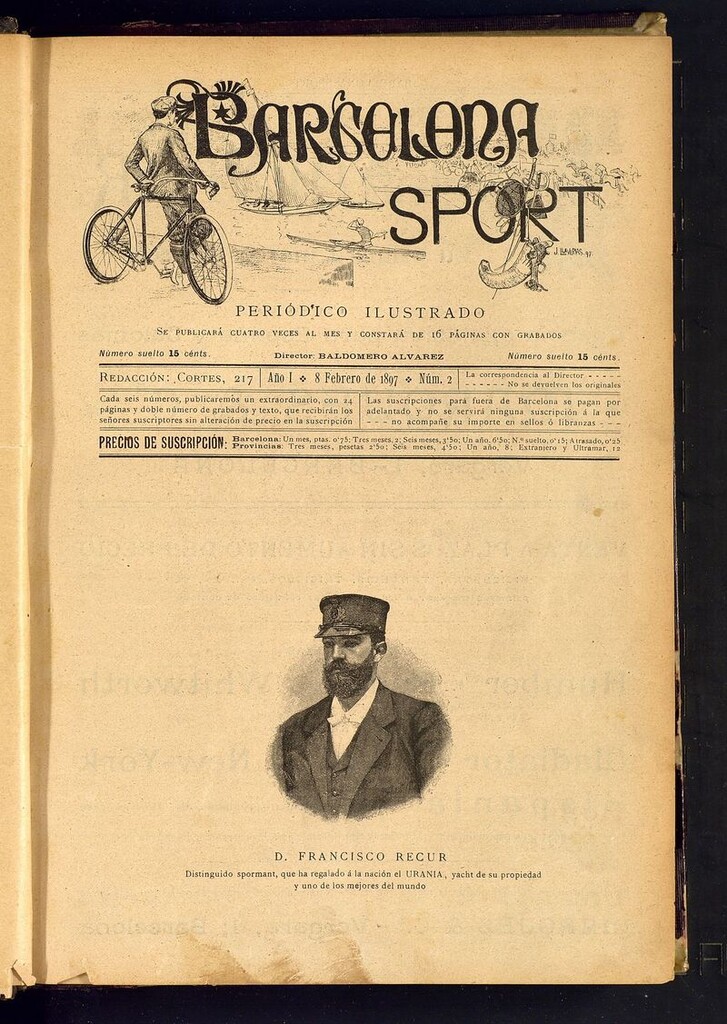 BARCELONA
SPORT
PERIÓDICO ILUSTRADO
SE PUBLICARÁ CUATRO VECES AL MES Y CONSTARÁ DE 16 PÁGINAS CON GRABADOS
Número suelto 15 cénts. Director: BALDOMERO ALVAREZ Número suelto 15 cénts.
REDACCIÓN: CORTES, 217 Año I 8 Febrero de 1897 Núm. 2
La correspondencia al Director - - - - -
- - - - - - No se devuelven los originales
Cada seis números, publicaremos un extraordinario, con 24
páginas y doble número de grabados y texto, que recibirán los
señores suscriptores sin alteración de precio en la suscripción
Las suscripciones para fuera de Barcelona se pagan por
adelantado y no se servirá ninguna suscripción á la que
- - - no acompañe su importe en sellos ó libranzas - - -
PRECIOS DE SUSCRIPCIÓN: Barcelona: Un mes, ptas. 0'75; Tres meses, 2; Seis meses, 3'50; Un año, 6'50; N.º suelto, 0'15; Atrasado, 0'25
Provincias: Tres meses, pesetas 2'50; Seis meses, 4'50; Un año, 8; Extranjero y Ultramar, 12
D. FRANCISCO RECUR
Distinguido spormant, que ha regalado á la nación el URANIA, yacht de su propiedad
y uno de los mejores del mundo